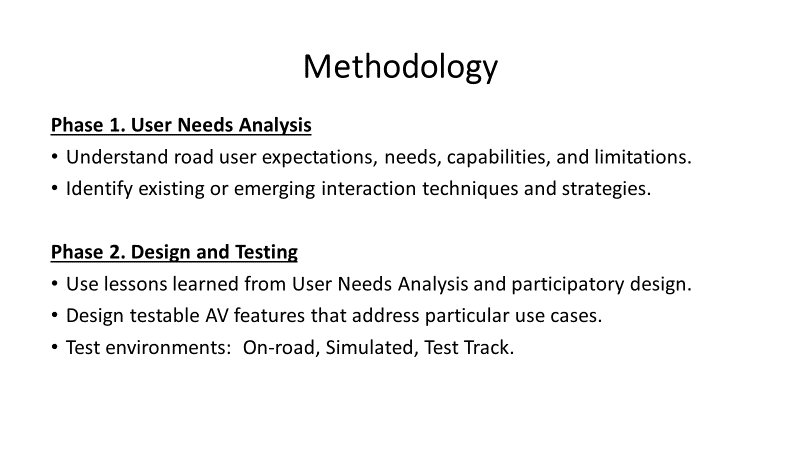 Methodology
Phase 1. User Needs Analysis
• Understand road user expectations, needs, capabilities, and limitations.
• Identify existing or emerging interaction techniques and strategies.
Phase 2. Design and Testing
• Use lessons learned from User Needs Analysis and participatory design.
• Design testable AV features that address particular use cases.
• Test environments:  On-road, Simulated, Test Track.